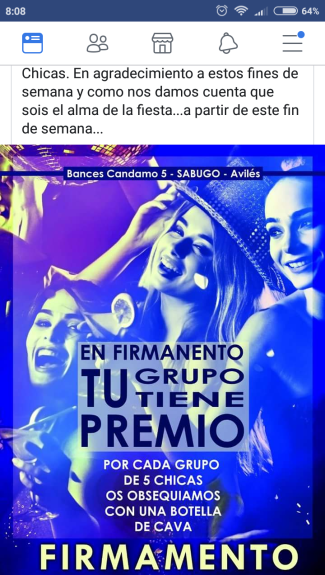 8:08
64%
Chicas. En agradecimiento a estos fines de
semana y como nos damos cuenta que
sois el alma de la fiesta...a partir de este fin
de semana...
Bances Candamo 5 - SABUGO - Avilés
EN FIRMANENTO
TU GRUPO
TIENE
PREMIO
POR CADA GRUPO
DE 5 CHICAS
OS OBSEQUIAMOS
CON UNA BOTELLA
DE CAVA
FIRMAMENTO